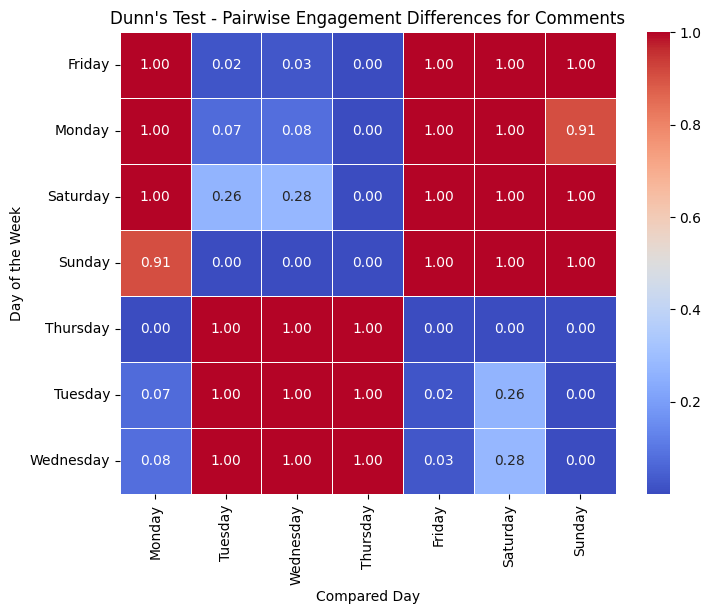 Dunn's Test - Pairwise Engagement Differences for Comments
Friday 1.00 0.02 0.03 0.00 1.00 1.00 1.00
Monday 1.00 0.07 0.08 0.00 1.00 1.00 0.91
Saturday 1.00 0.26 0.28 0.00 1.00 1.00 1.00
Sunday 0.91 0.00 0.00 0.00 1.00 1.00 1.00
Thursday 0.00 1.00 1.00 1.00 0.00 0.00 0.00
Tuesday 0.07 1.00 1.00 1.00 0.02 0.26 0.00
Wednesday 0.08 1.00 1.00 1.00 0.03 0.28 0.00
Day of the Week
Monday Tuesday Wednesday Thursday Friday Saturday Sunday
Compared Day
1.0
0.8
0.6
0.4
0.2